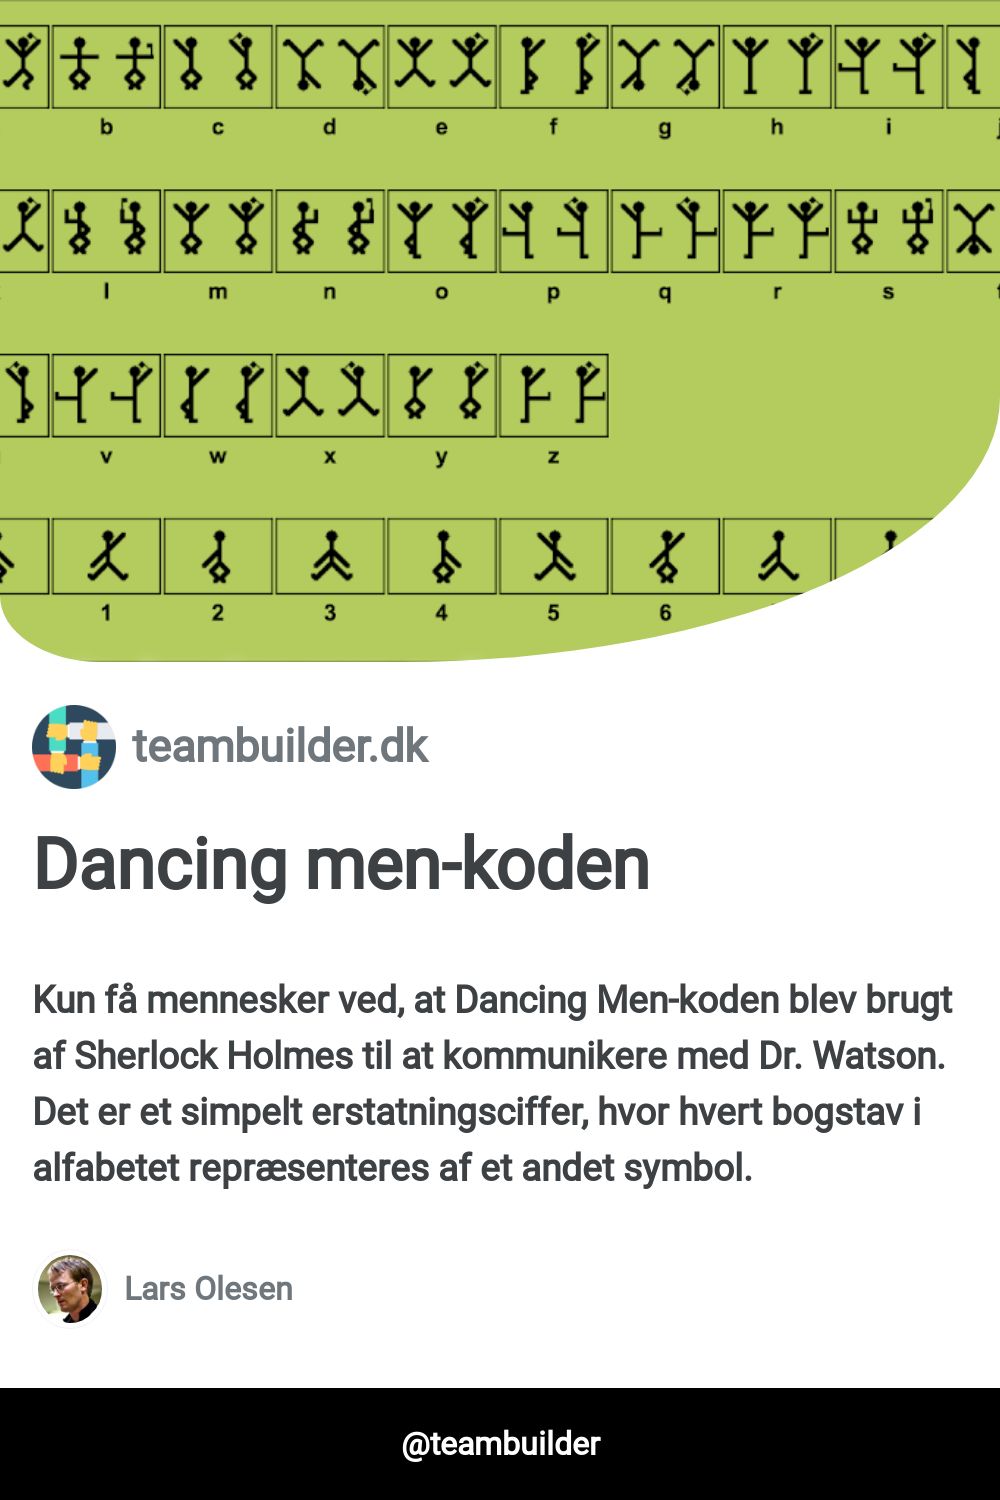 b c d e f g h i
l m n o p q r s
v w x y z
1 2 3 4 5 6
teambuilder.dk
Dancing men-koden
Kun få mennesker ved, at Dancing Men-koden blev brugt
af Sherlock Holmes til at kommunikere med Dr. Watson.
Det er et simpelt erstatningsciffer, hvor hvert bogstav i
alfabetet repræsenteres af et andet symbol.
Lars Olesen
@teambuilder